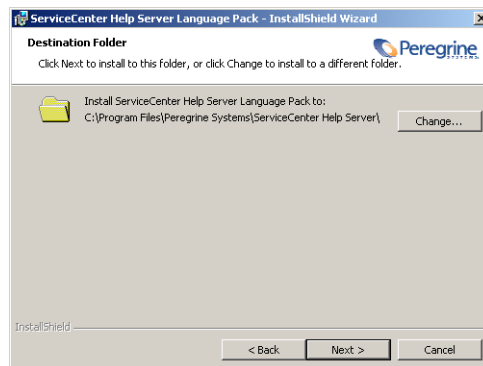 ServiceCenter Help Server Language Pack - InstallShield Wizard
Destination Folder
Click Next to install to this folder, or click Change to install to a different folder.
Peregrine
SYSTEMS
Install ServiceCenter Help Server Language Pack to:
C:\Program Files\Peregrine Systems\ServiceCenter Help Server\
Change...
InstallShield
< Back
Next >
Cancel